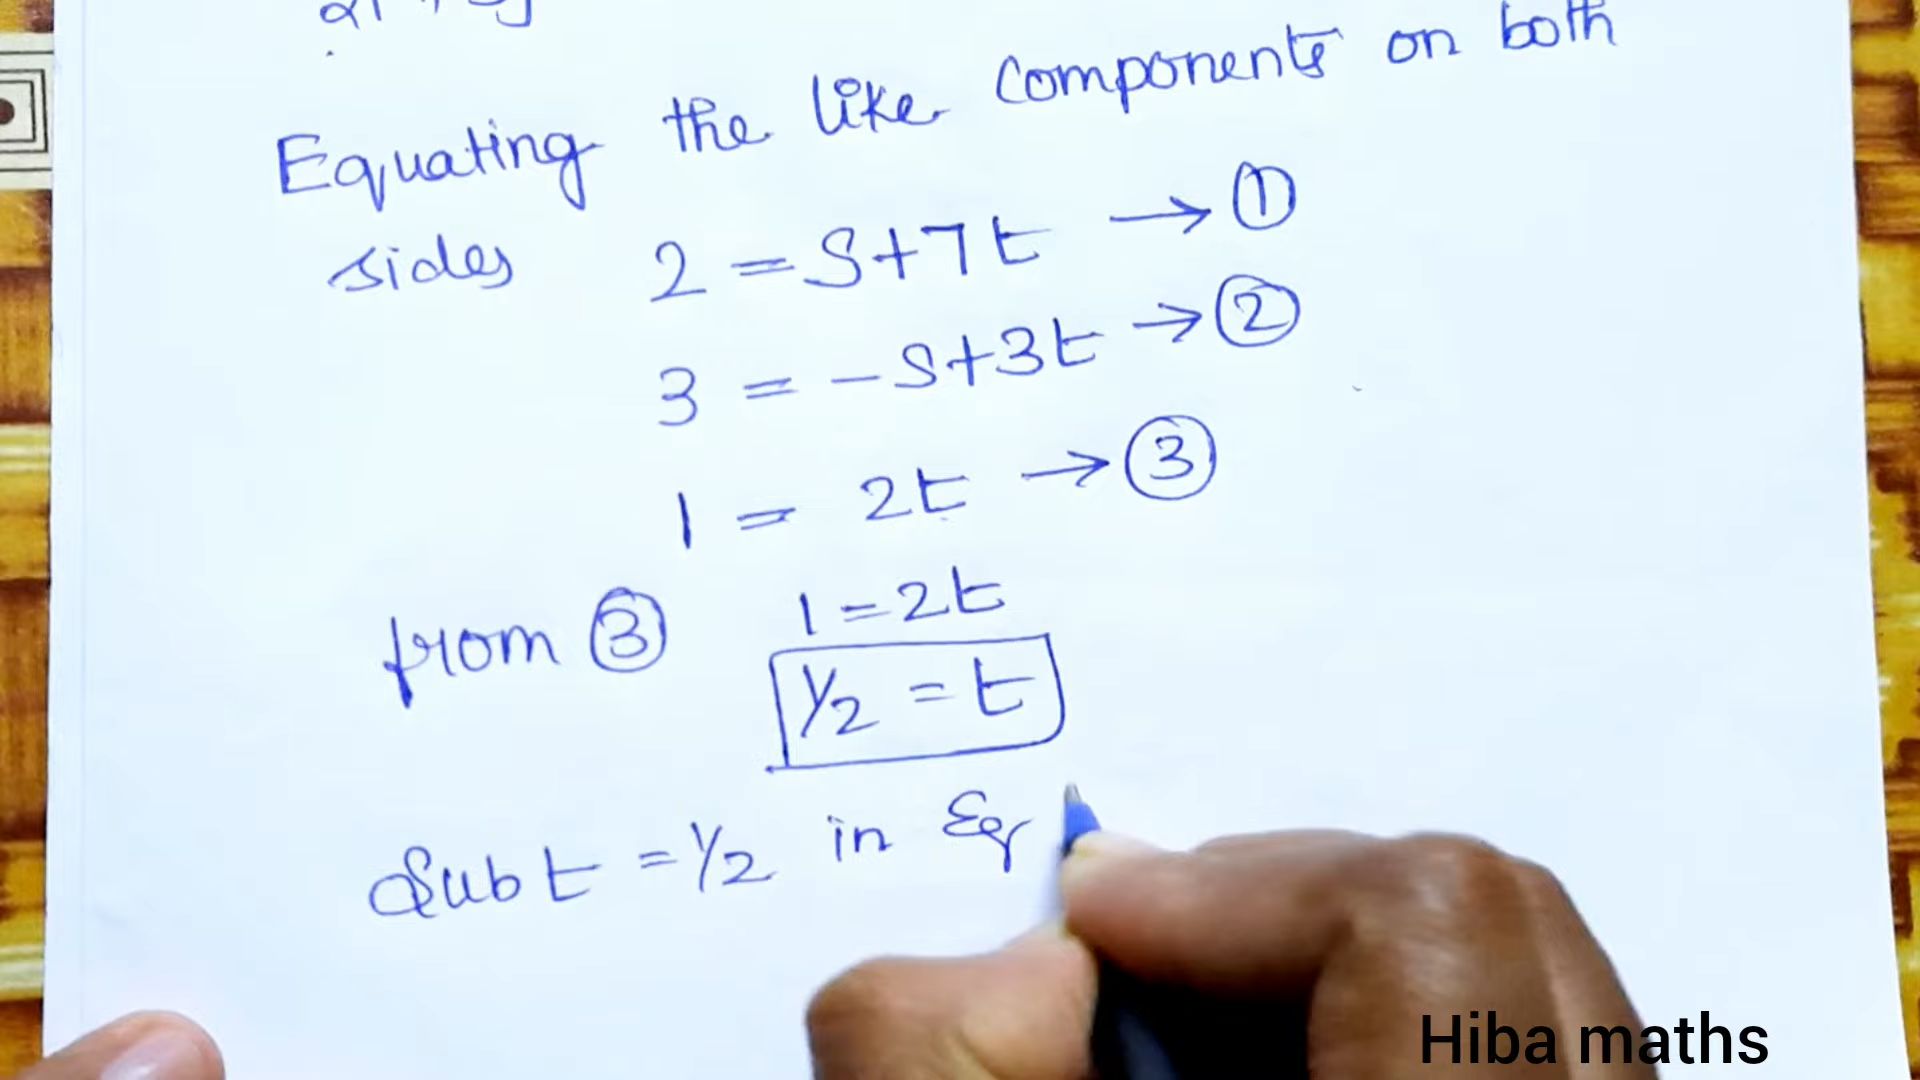 Equating the like components on both
sides 2 = S+7t → ①
3 = -S+3t → ②
1 = 2t → ③
from ③ 1=2t
1/2 = t
Sub t = 1/2 in Eq
Hiba maths